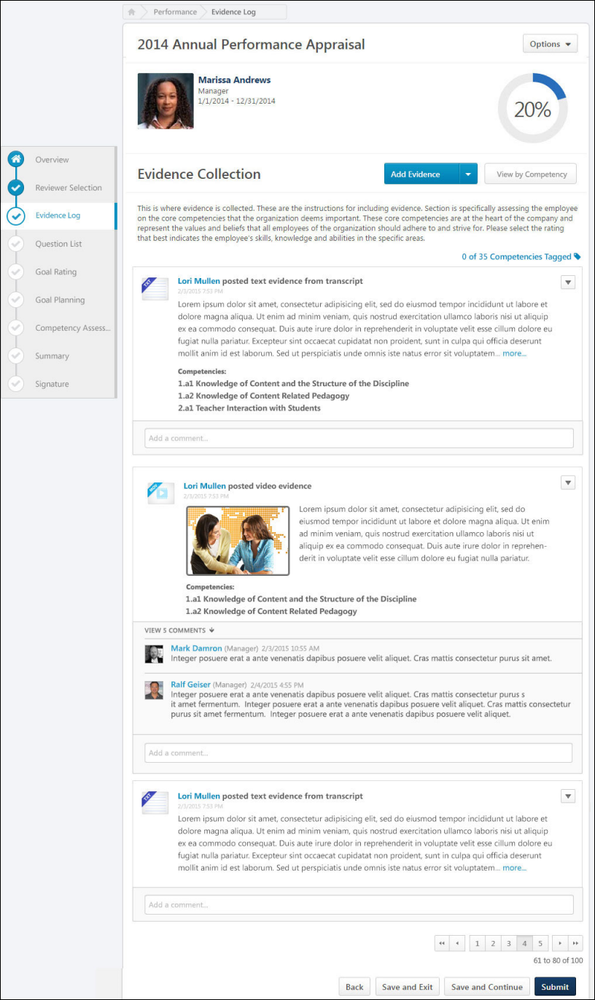 Performance
Evidence Log
2014 Annual Performance Appraisal
Options
Marissa Andrews
Manager
1/1/2014 - 12/31/2014
20%
Overview
Reviewer Selection
Evidence Log
Question List
Goal Rating
Goal Planning
Competency Assess...
Summary
Signature
Evidence Collection
Add Evidence
View by Competency
This is where evidence is collected. These are the instructions for including evidence. Section is specifically assessing the employee
on the core competencies that the organization deems important. These core competencies are at the heart of the company and
represent the values and beliefs that all employees of the organization should adhere to and strive for. Please select the rating
that best indicates the employee's skills, knowledge and abilities in the specific areas.
0 of 35 Competencies Tagged
TXT
Lori Mullen posted text evidence from transcript
2/3/2015 7:53 PM
Lorem ipsum dolor sit amet, consectetur adipisicing elit, sed do eiusmod tempor incididunt ut labore et
dolore magna aliqua. Ut enim ad minim veniam, quis nostrud exercitation ullamco laboris nisi ut aliquip
ex ea commodo consequat. Duis aute irure dolor in reprehenderit in voluptate velit esse cillum dolore eu
fugiat nulla pariatur. Excepteur sint occaecat cupidatat non proident, sunt in culpa qui officia deserunt
mollit anim id est laborum. Sed ut perspiciatis unde omnis iste natus error sit voluptatem... more...
Competencies:
1.a1 Knowledge of Content and the Structure of the Discipline
1.a2 Knowledge of Content Related Pedagogy
2.a1 Teacher Interaction with Students
Add a comment...
MOV
Lori Mullen posted video evidence
2/3/2015 7:53 PM
Lorem ipsum dolor sit amet, consectetur adipisicing elit, sed do
eiusmod tempor incididunt ut labore et dolore magna aliqua. Ut enim
ad minim veniam, quis nostrud exercitation ullamco laboris nisi ut
aliquip ex ea commodo consequat. Duis aute irure dolor in reprehen-
derit in voluptate velit esse cillum dolore eu fugiat nulla pariatur.
Competencies:
1.a1 Knowledge of Content and the Structure of the Discipline
1.a2 Knowledge of Content Related Pedagogy
VIEW 5 COMMENTS
Mark Damron (Manager) 2/3/2015 10:55 AM
Integer posuere erat a ante venenatis dapibus posuere velit aliquet. Cras mattis consectetur purus sit amet.
Ralf Geiser (Manager) 2/4/2015 4:55 PM
Integer posuere erat a ante venenatis dapibus posuere velit aliquet. Cras mattis consectetur purus s
it amet fermentum. Integer posuere erat a ante venenatis dapibus posuere velit aliquet. Cras mattis consectetur
purus sit amet fermentum. Integer posuere erat a ante venenatis dapibus posuere velit aliquet.
Add a comment...
TXT
Lori Mullen posted text evidence from transcript
2/3/2015 7:53 PM
Lorem ipsum dolor sit amet, consectetur adipisicing elit, sed do eiusmod tempor incididunt ut labore et
dolore magna aliqua. Ut enim ad minim veniam, quis nostrud exercitation ullamco laboris nisi ut aliquip
ex ea commodo consequat. Duis aute irure dolor in reprehenderit in voluptate velit esse cillum dolore eu
fugiat nulla pariatur. Excepteur sint occaecat cupidatat non proident, sunt in culpa qui officia deserunt
mollit anim id est laborum. Sed ut perspiciatis unde omnis iste natus error sit voluptatem... more...
Add a comment...
1 2 3 4 5
61 to 80 of 100
Back
Save and Exit
Save and Continue
Submit